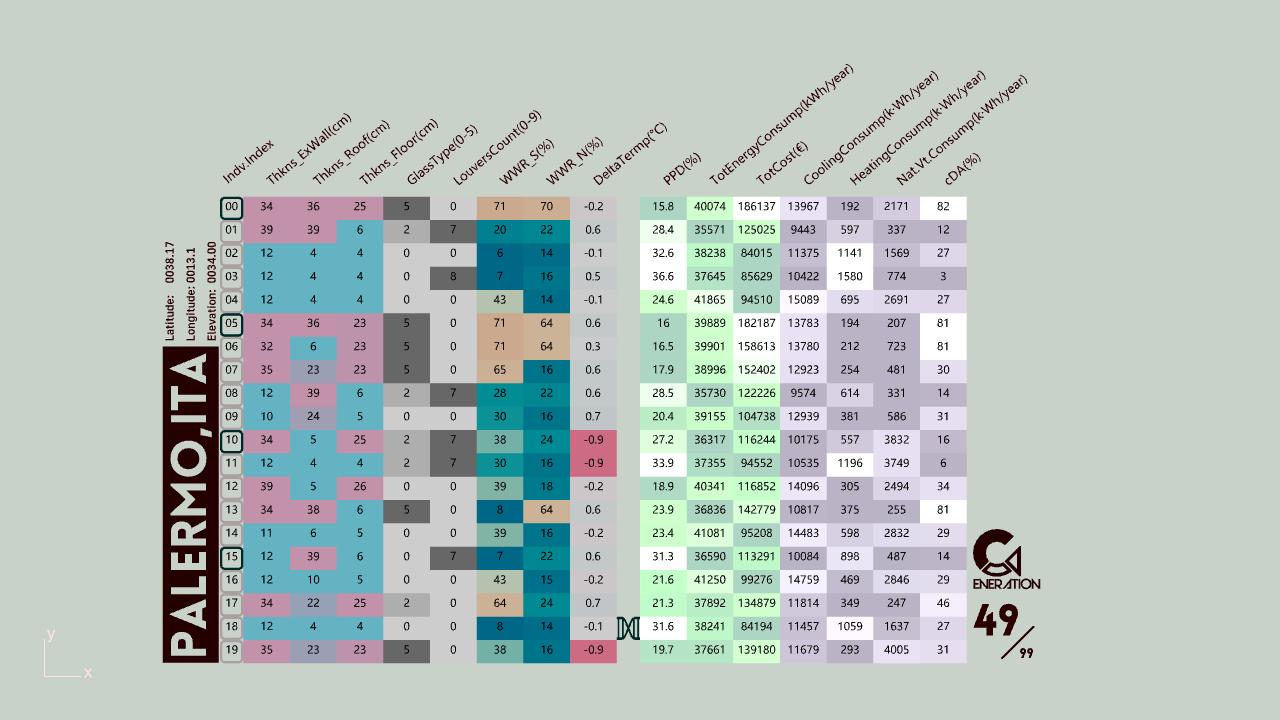 Indv.Index Thkns_ExWall(cm) Thkns_Roof(cm) Thkns_Floor(cm) GlassType(0-5) LouversCount(0-9) WWR_S(%) WWR_N(%) DeltaTermp(°C) PPD(%) TotEnergyConsump(kWh/year) TotCost(€) CoolingConsump(k·Wh/year) HeatingConsump(k·Wh/year) Nat.Vt.Consump(k·Wh/year) cDA(%)
00 34 36 25 5 0 71 70 -0.2 15.8 40074 186137 13967 192 2171 82
01 39 39 6 2 7 20 22 0.6 28.4 35571 125025 9443 597 337 12
02 12 4 4 0 0 6 14 -0.1 32.6 38238 84015 11375 1141 1569 27
03 12 4 4 0 8 7 16 0.5 36.6 37645 85629 10422 1580 774 3
04 12 4 4 0 0 43 14 -0.1 24.6 41865 94510 15089 695 2691 27
05 34 36 23 5 0 71 64 0.6 16 39889 182187 13783 194 207 81
06 32 6 23 5 0 71 64 0.3 16.5 39901 158613 13780 212 723 81
07 35 23 23 5 0 65 16 0.6 17.9 38996 152402 12923 254 481 30
08 12 39 6 2 7 28 22 0.6 28.5 35730 122226 9574 614 331 14
09 10 24 5 0 0 30 16 0.7 20.4 39155 104738 12939 381 586 31
10 34 5 25 2 7 38 24 -0.9 27.2 36317 116244 10175 557 3832 16
11 12 4 4 2 7 30 16 -0.9 33.9 37355 94552 10535 1196 3749 6
12 39 5 26 0 0 39 18 -0.2 18.9 40341 116852 14096 305 2494 34
13 34 38 6 5 0 8 64 0.6 23.9 36836 142779 10817 375 255 81
14 11 6 5 0 0 39 16 -0.2 23.4 41081 95208 14483 598 2832 29
15 12 39 6 0 7 7 22 0.6 31.3 36590 113291 10084 898 487 14
16 12 10 5 0 0 43 15 -0.2 21.6 41250 99276 14759 469 2846 29
17 34 22 25 2 0 64 24 0.7 21.3 37892 134879 11814 349 247 46
18 12 4 4 0 0 8 14 -0.1 31.6 38241 84194 11457 1059 1637 27
19 35 23 23 5 0 38 16 -0.9 19.7 37661 139180 11679 293 4005 31
Latitude: 0038.17
Longitude: 0013.1
Elevation: 0034.00
PALERMO,ITA
GENERATION
49/99
y
x